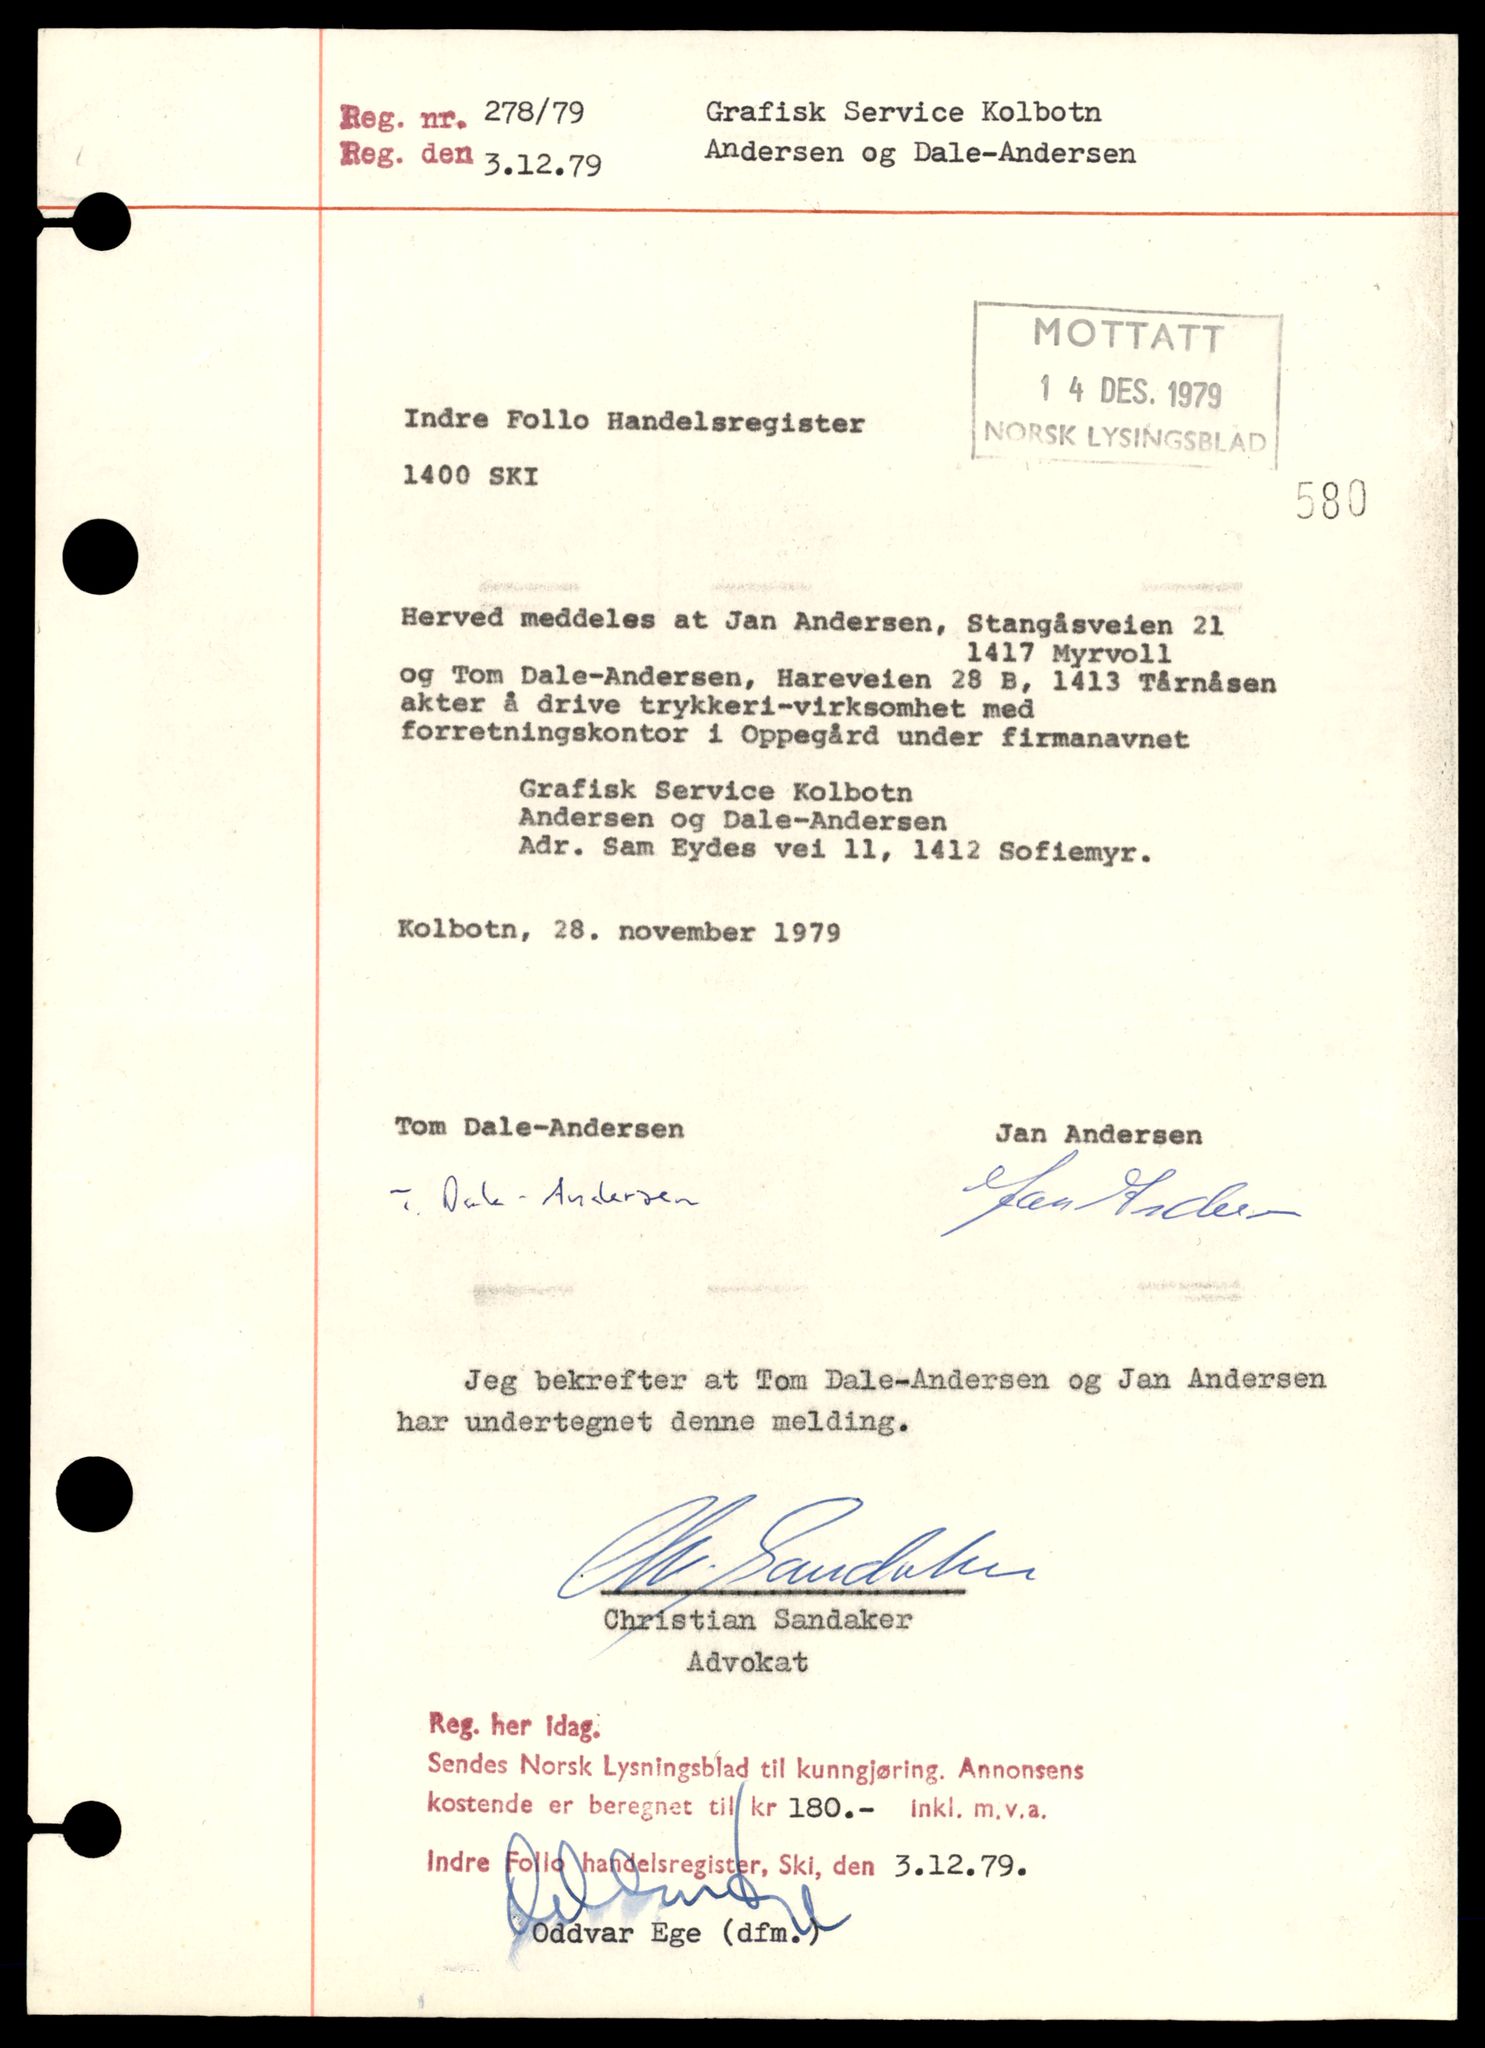 Reg. nr. 278/79
Grafisk Service Kolbotn
Reg. den 3.12.79
Andersen og Dale-Andersen
MOTTATT
14 DES. 1979
NORSK LYSINGSBLAD
Indre Follo Handelsregister
1400 SKI
580
Herved meddeles at Jan Andersen, Stangåsveien 21
1417 Myrvoll
og Tom Dale-Andersen, Hareveien 28 B, 1413 Tårnåsen
akter å drive trykkeri-virksomhet med
forretningskontor i Oppegård under firmanavnet
Grafisk Service Kolbotn
Andersen og Dale-Andersen
Adr. Sam Eydes vei 11, 1412 Sofiemyr.
Kolbotn, 28. november 1979
Tom Dale-Andersen
Jan Andersen
T. Dale-Andersen
Jan Andersen
Jeg bekrefter at Tom Dale-Andersen og Jan Andersen
har undertegnet denne melding.
Chr. Sandaker
Christian Sandaker
Advokat
Reg. her idag.
Sendes Norsk Lysningsblad til kunngjøring. Annonsens
kostende er beregnet til kr 180.- inkl. m.v.a.
Indre Follo handelsregister, Ski, den 3.12.79.
Oddvar Ege (dfm.)